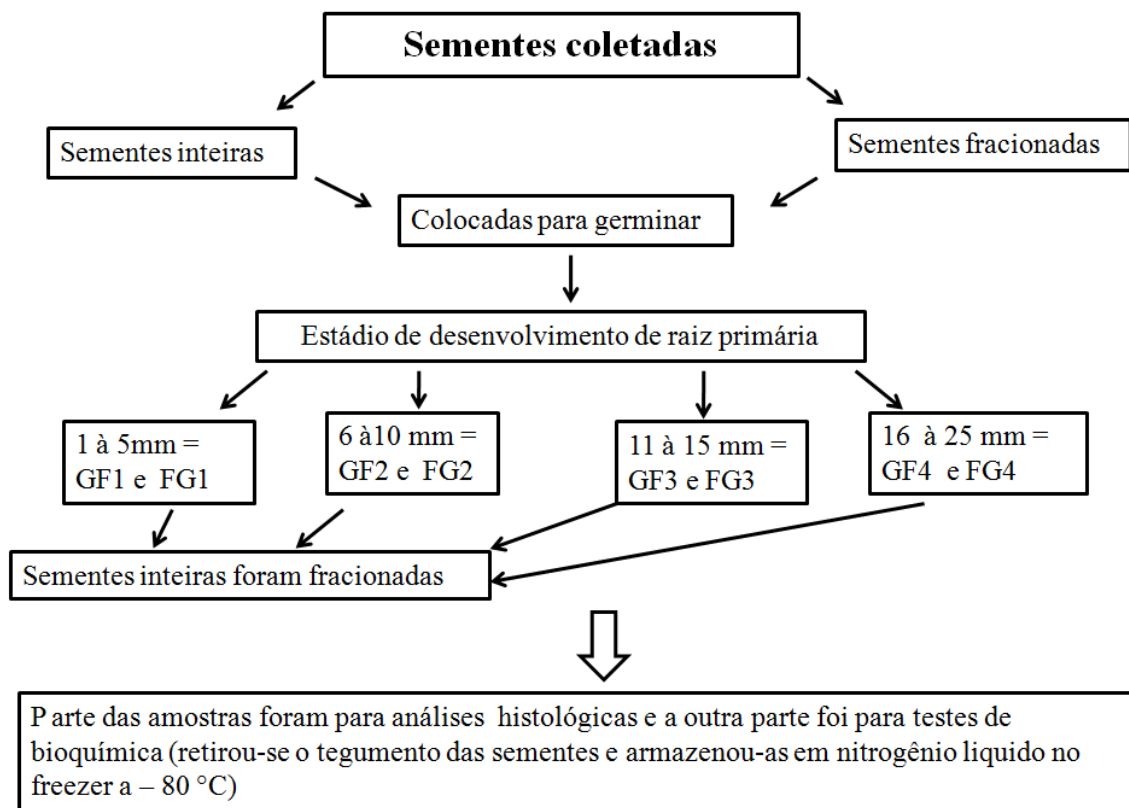 Sementes coletadas
Sementes inteiras
Sementes fracionadas
Colocadas para germinar
Estádio de desenvolvimento de raiz primária
1 à 5mm =
GF1 e FG1
6 à10 mm =
GF2 e FG2
11 à 15 mm =
GF3 e FG3
16 à 25 mm =
GF4 e FG4
Sementes inteiras foram fracionadas
P arte das amostras foram para análises histológicas e a outra parte foi para testes de
bioquímica (retirou-se o tegumento das sementes e armazenou-as em nitrogênio liquido no
freezer a – 80 °C)